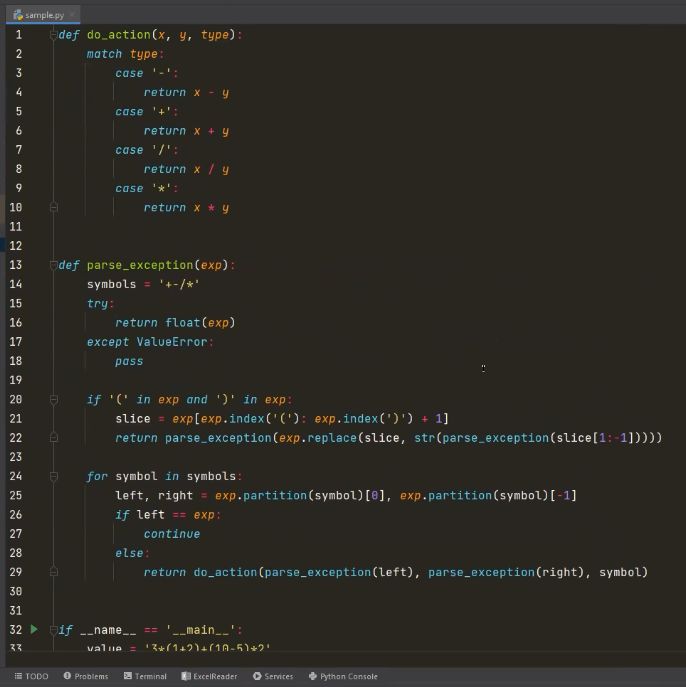 sample.py
1 def do_action(x, y, type):
2     match type:
3         case '-':
4             return x - y
5         case '+':
6             return x + y
7         case '/':
8             return x / y
9         case '*':
10             return x * y
11
12
13 def parse_exception(exp):
14     symbols = '+-/*'
15     try:
16         return float(exp)
17     except ValueError:
18         pass
19
20     if '(' in exp and ')' in exp:
21         slice = exp[exp.index('('): exp.index(')') + 1]
22         return parse_exception(exp.replace(slice, str(parse_exception(slice[1:-1]))))
23
24     for symbol in symbols:
25         left, right = exp.partition(symbol)[0], exp.partition(symbol)[-1]
26         if left == exp:
27             continue
28         else:
29             return do_action(parse_exception(left), parse_exception(right), symbol)
30
31
32 if __name__ == '__main__':
33     value = '3*(1+2)+(10-5)*2'
TODO Problems Terminal ExcelReader Services Python Console